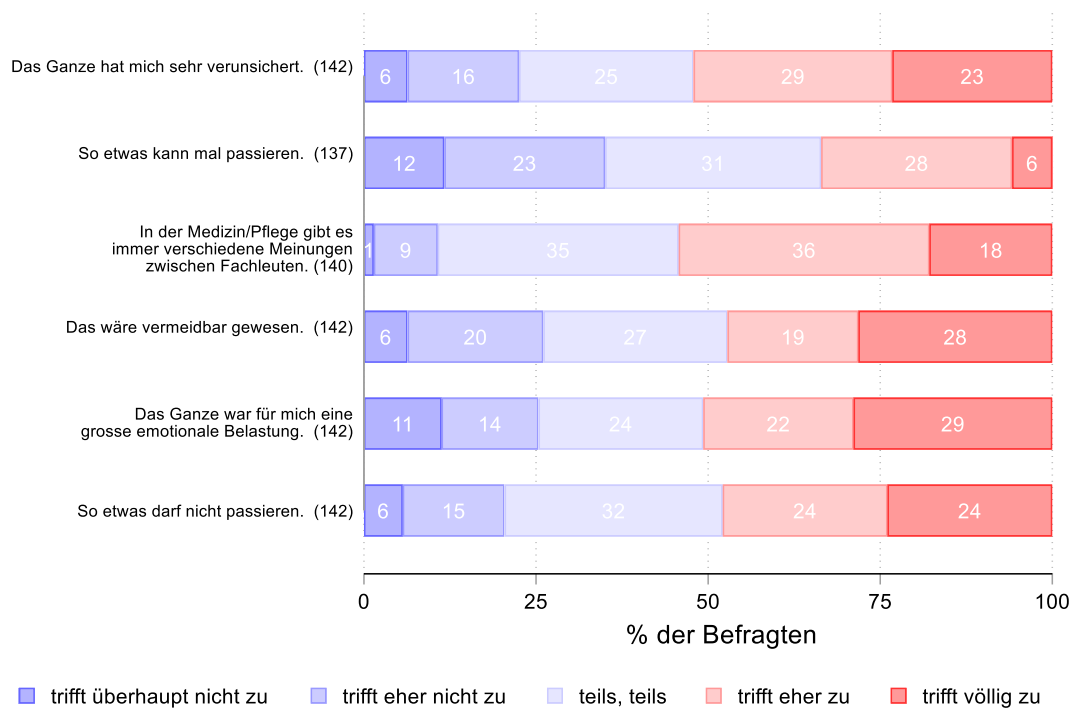 Das Ganze hat mich sehr verunsichert. (142)
6 16 25 29 23
So etwas kann mal passieren. (137)
12 23 31 28 6
In der Medizin/Pflege gibt es
immer verschiedene Meinungen
zwischen Fachleuten. (140)
1 9 35 36 18
Das wäre vermeidbar gewesen. (142)
6 20 27 19 28
Das Ganze war für mich eine
grosse emotionale Belastung. (142)
11 14 24 22 29
So etwas darf nicht passieren. (142)
6 15 32 24 24
0 25 50 75 100
% der Befragten
trifft überhaupt nicht zu trifft eher nicht zu teils, teils trifft eher zu trifft völlig zu